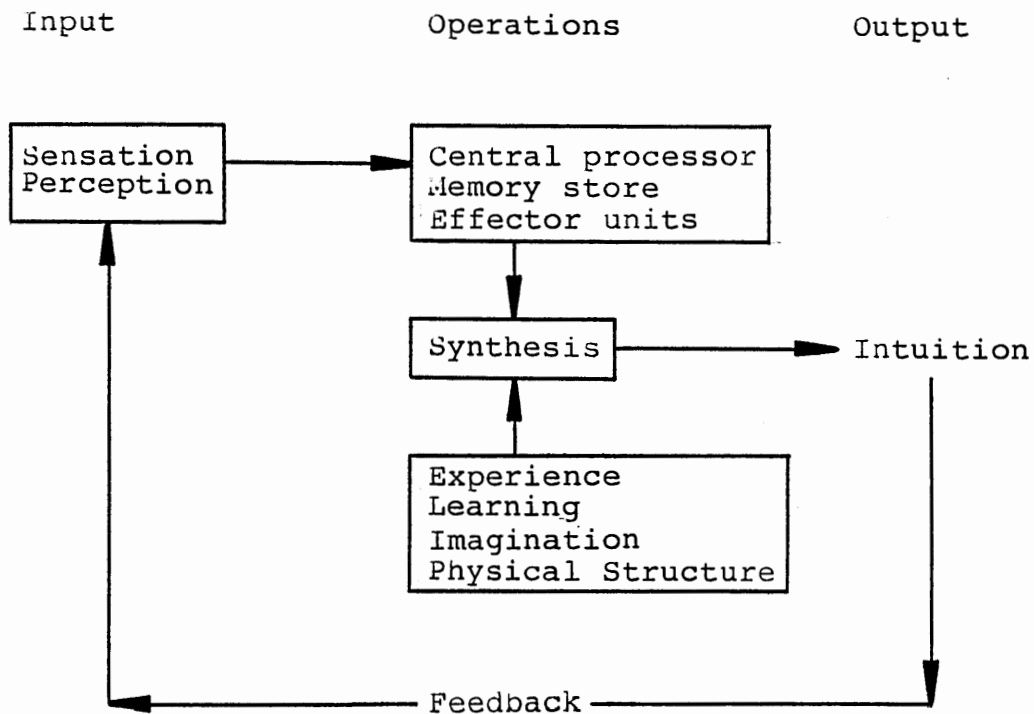 Input
Operations
Output
Sensation
Perception
Central processor
Memory store
Effector units
Synthesis
Intuition
Experience
Learning
Imagination
Physical Structure
Feedback